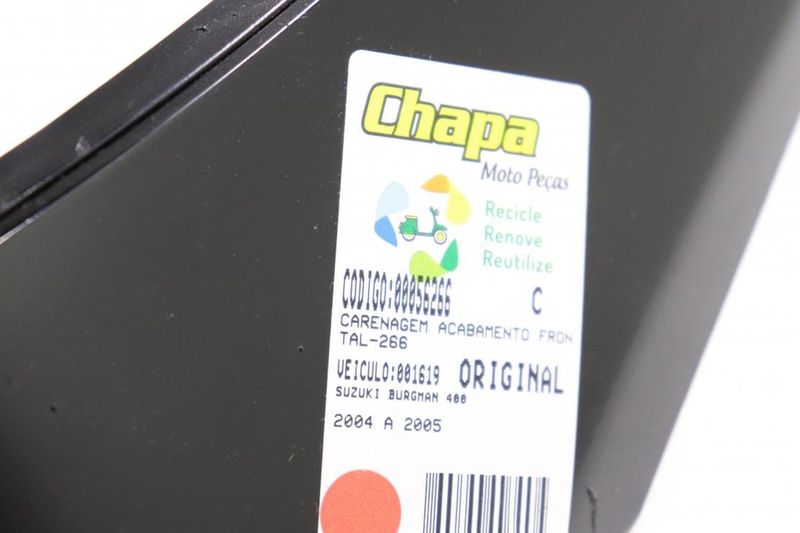 Chapa
Moto Peças
Recicle
Renove
Reutilize
CODIGO:00056266 C
CARENAGEM ACABAMENTO FRON
TAL-266
VEICULO:001619 ORIGINAL
SUZUKI BURGMAN 400
2004 A 2005